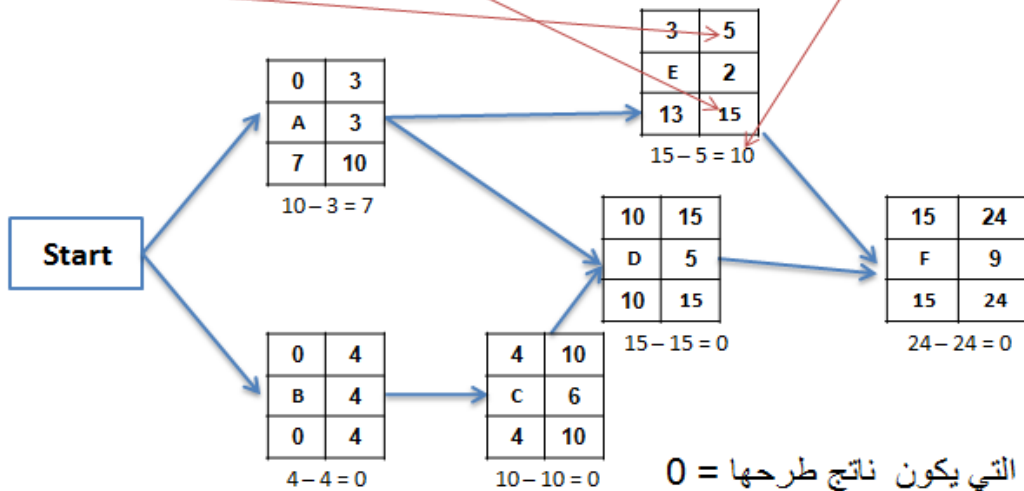 3 5
E 2
13 15
15 – 5 = 10
0 3
A 3
7 10
10 – 3 = 7
Start
10 15
D 5
10 15
15 – 15 = 0
15 24
F 9
15 24
24 – 24 = 0
0 4
B 4
0 4
4 – 4 = 0
4 10
C 6
4 10
10 – 10 = 0
التي يكون ناتج طرحها = 0